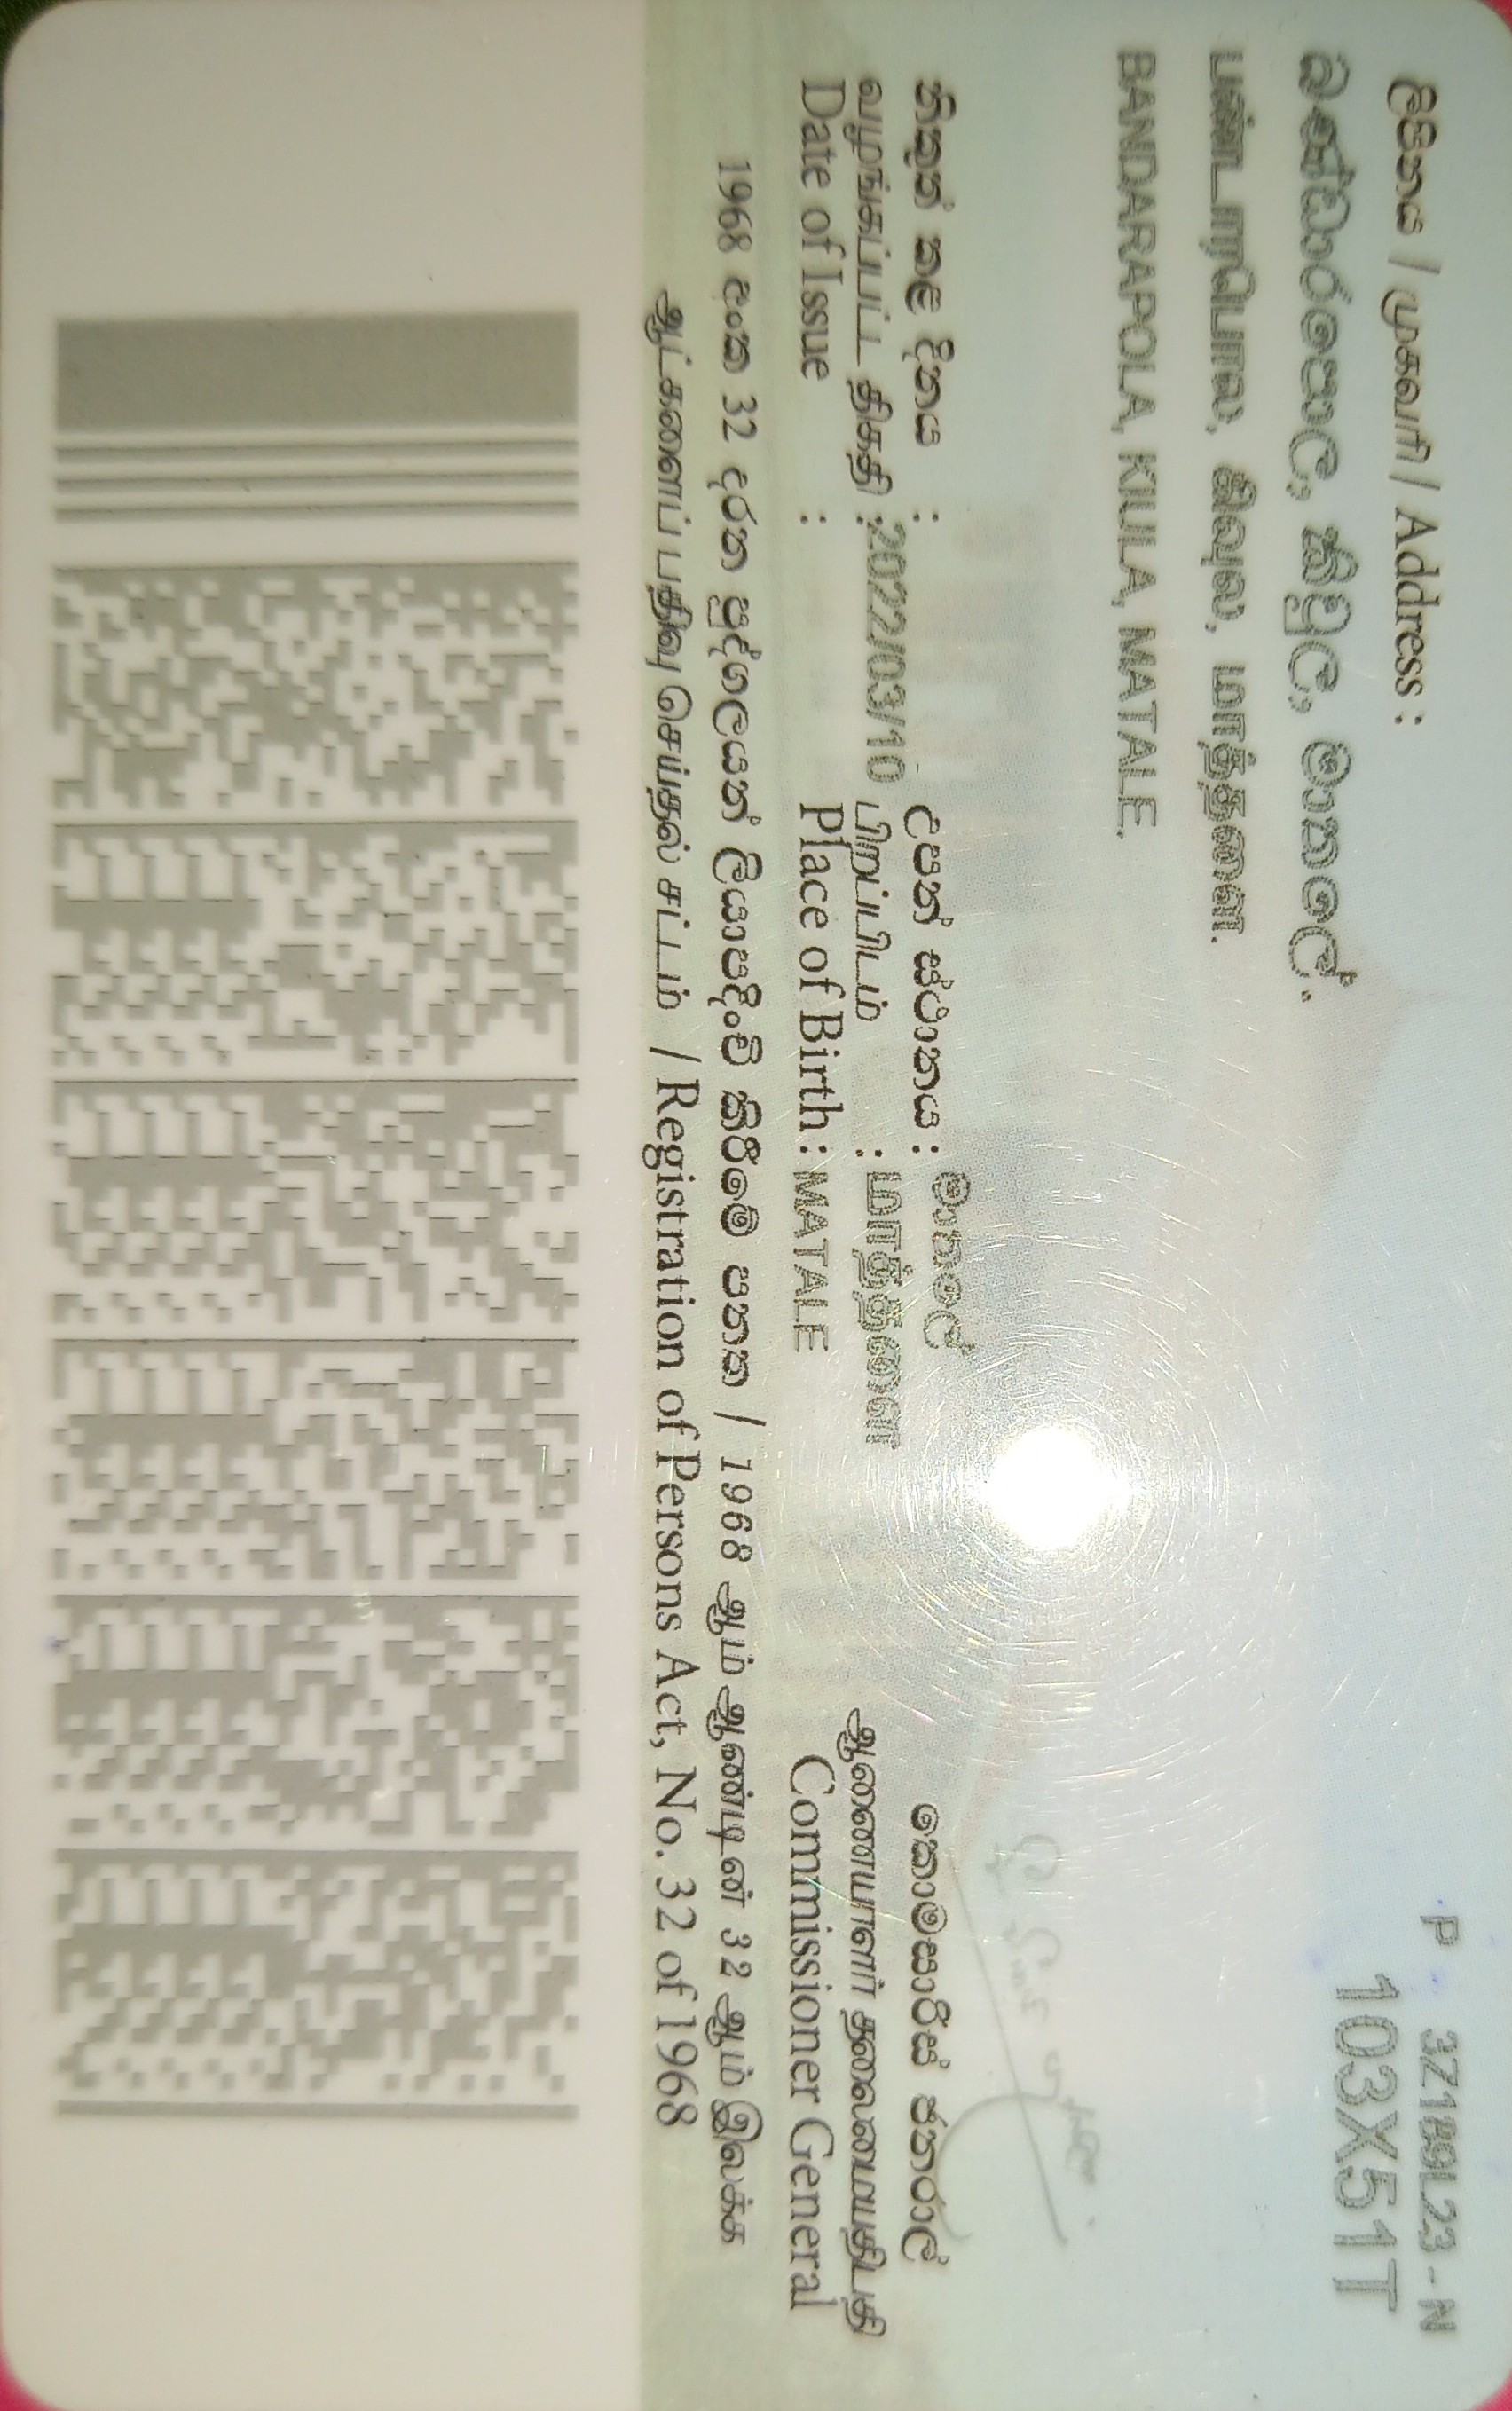 ලිපිනය / முகவரி / Address :
P 3Z1B9L23 - N
103X51T
බණ්ඩාරපොල, කිවුල, මාතලේ.
பண்டாரபொல, கிவுல, மாத்தளை.
BANDARAPOLA, KIULA, MATALE.
නිකුත් කළ දිනය :
வழங்கப்பட்ட திகதி : 2022/03/10
Date of Issue :
උපන් ස්ථානය : මාතලේ
பிறப்பிடம் : மாத்தளை
Place of Birth : MATALE
කොමසාරිස් ජනරාල්
ஆணையாளர் தலைமையதிபதி
Commissioner General
1968 අංක 32 දරන පුද්ගලයන් ලියාපදිංචි කිරීමේ පනත / 1968 ஆம் ஆண்டின் 32 ஆம் இலக்க
ஆட்களைப் பதிவு செய்தல் சட்டம் / Registration of Persons Act, No. 32 of 1968